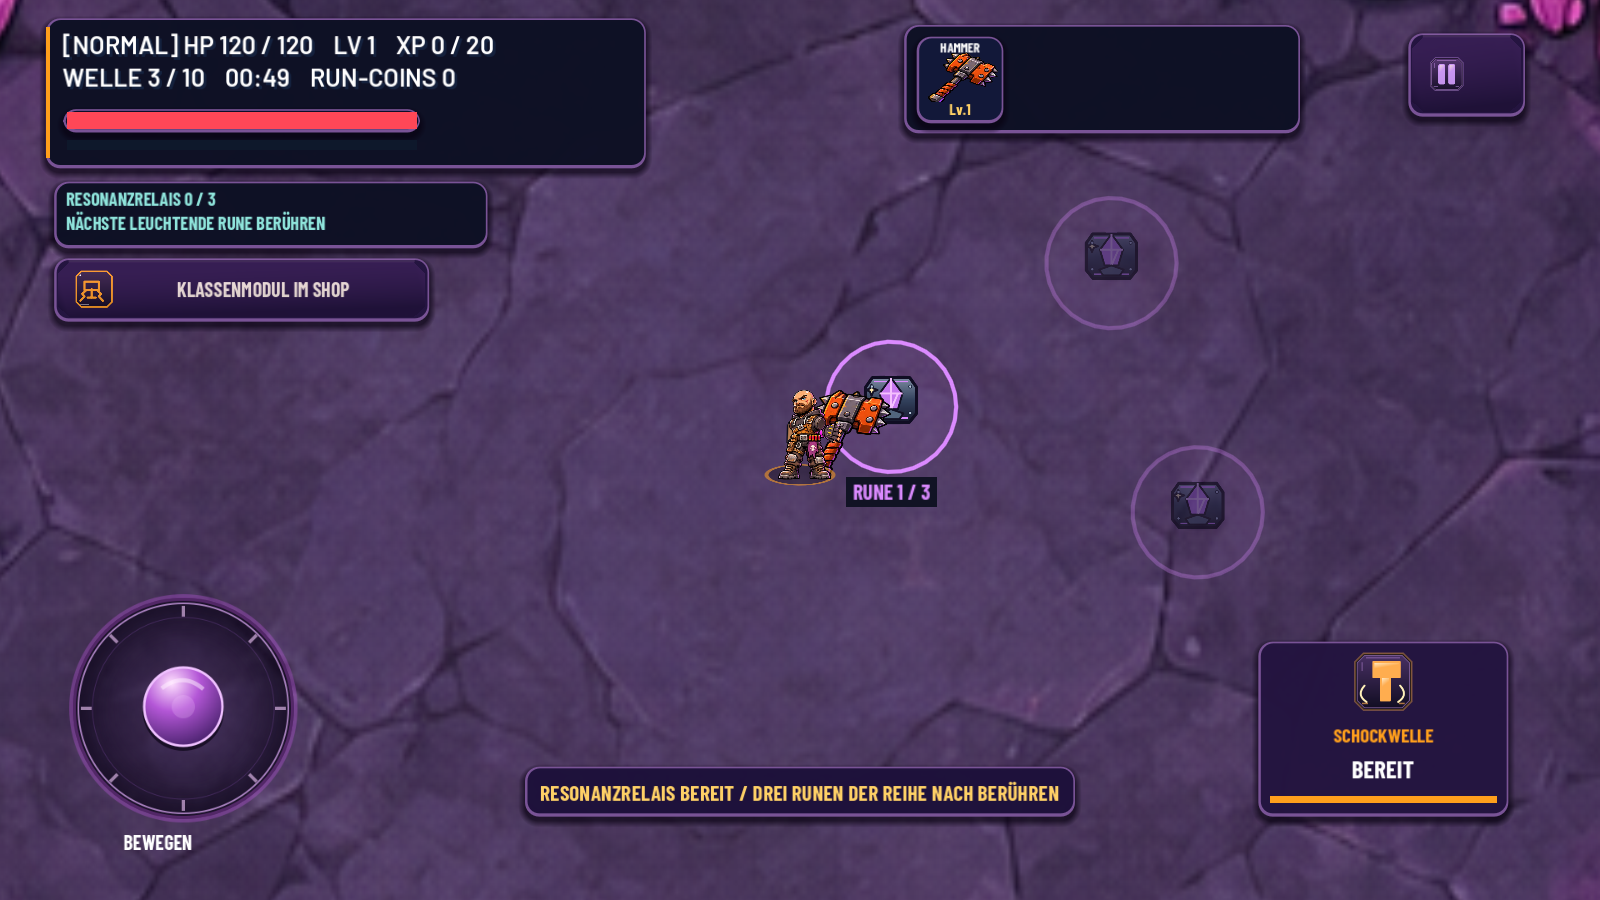 [NORMAL] HP 120 / 120 LV 1 XP 0 / 20
WELLE 3 / 10 00:49 RUN-COINS 0
HAMMER
Lv.1
RESONANZRELAIS 0 / 3
NÄCHSTE LEUCHTENDE RUNE BERÜHREN
KLASSENMODUL IM SHOP
RUNE 1 / 3
SCHOCKWELLE
BEREIT
RESONANZRELAIS BEREIT / DREI RUNEN DER REIHE NACH BERÜHREN
BEWEGEN